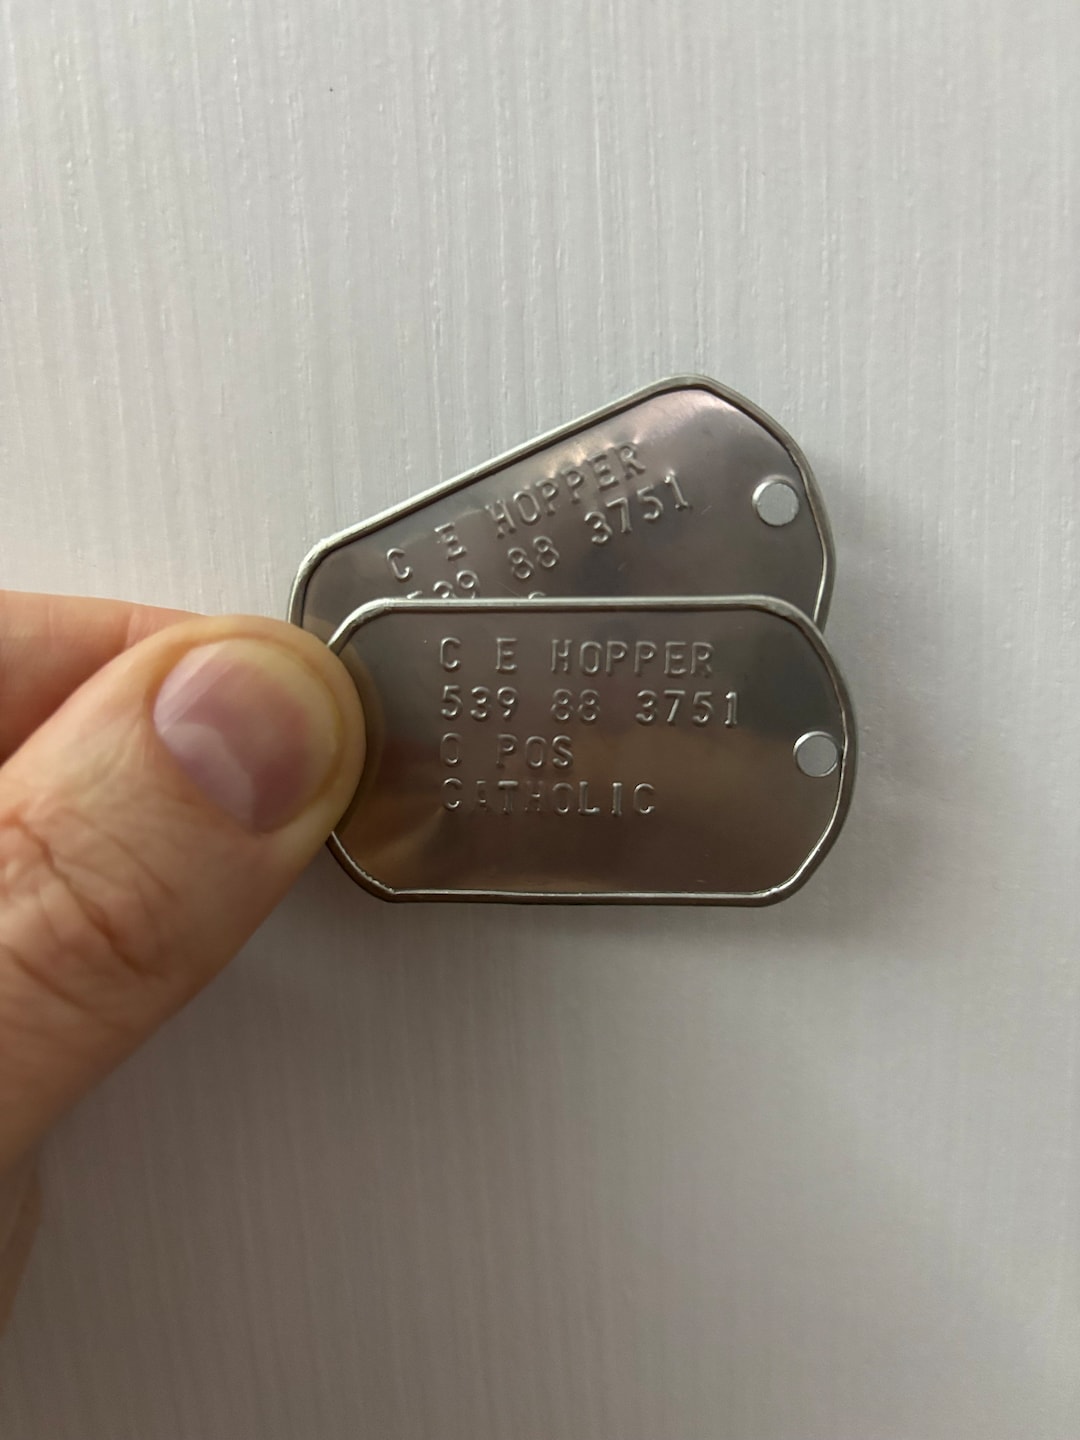 C E HOPPER
539 88 3751
C E HOPPER
539 88 3751
O POS
CATHOLIC